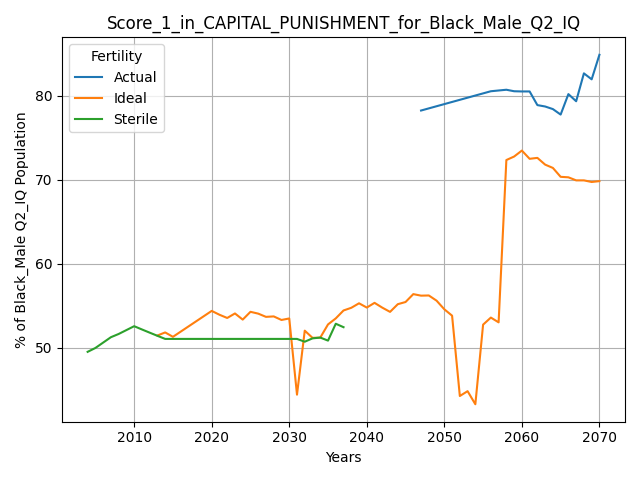 Score_1_in_CAPITAL_PUNISHMENT_for_Black_Male_Q2_IQ
Fertility
Actual
Ideal
Sterile
% of Black_Male Q2_IQ Population
80
70
60
50
2010
2020
2030
2040
2050
2060
2070
Years